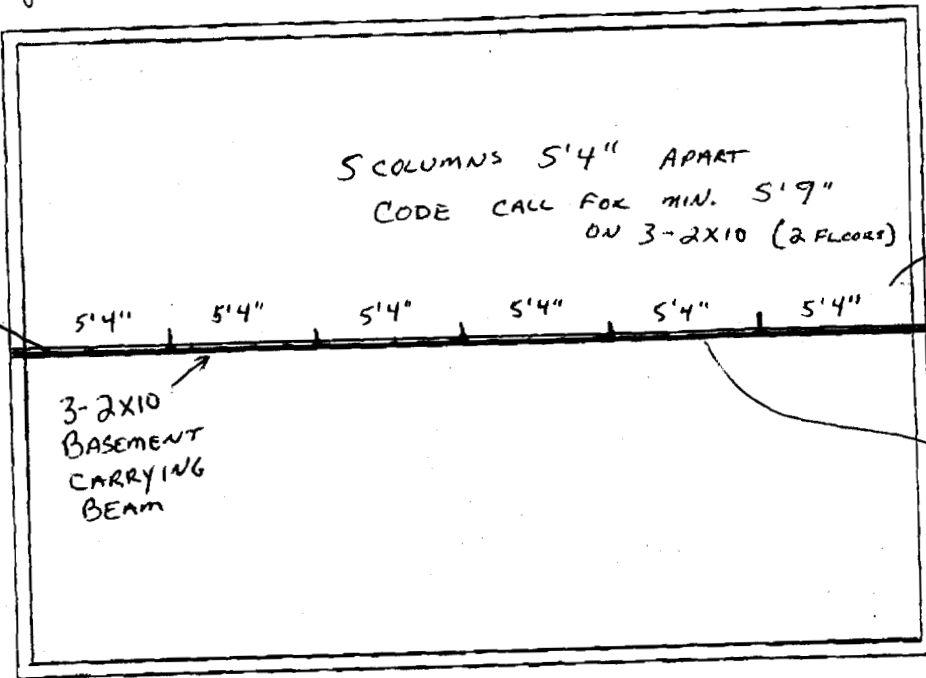 5 COLUMNS 5'4" APART
CODE CALL FOR MIN. 5'9"
ON 3-2X10 (2 FLOORS)
5'4" 5'4" 5'4" 5'4" 5'4" 5'4"
3-2X10
BASEMENT
CARRYING
BEAM